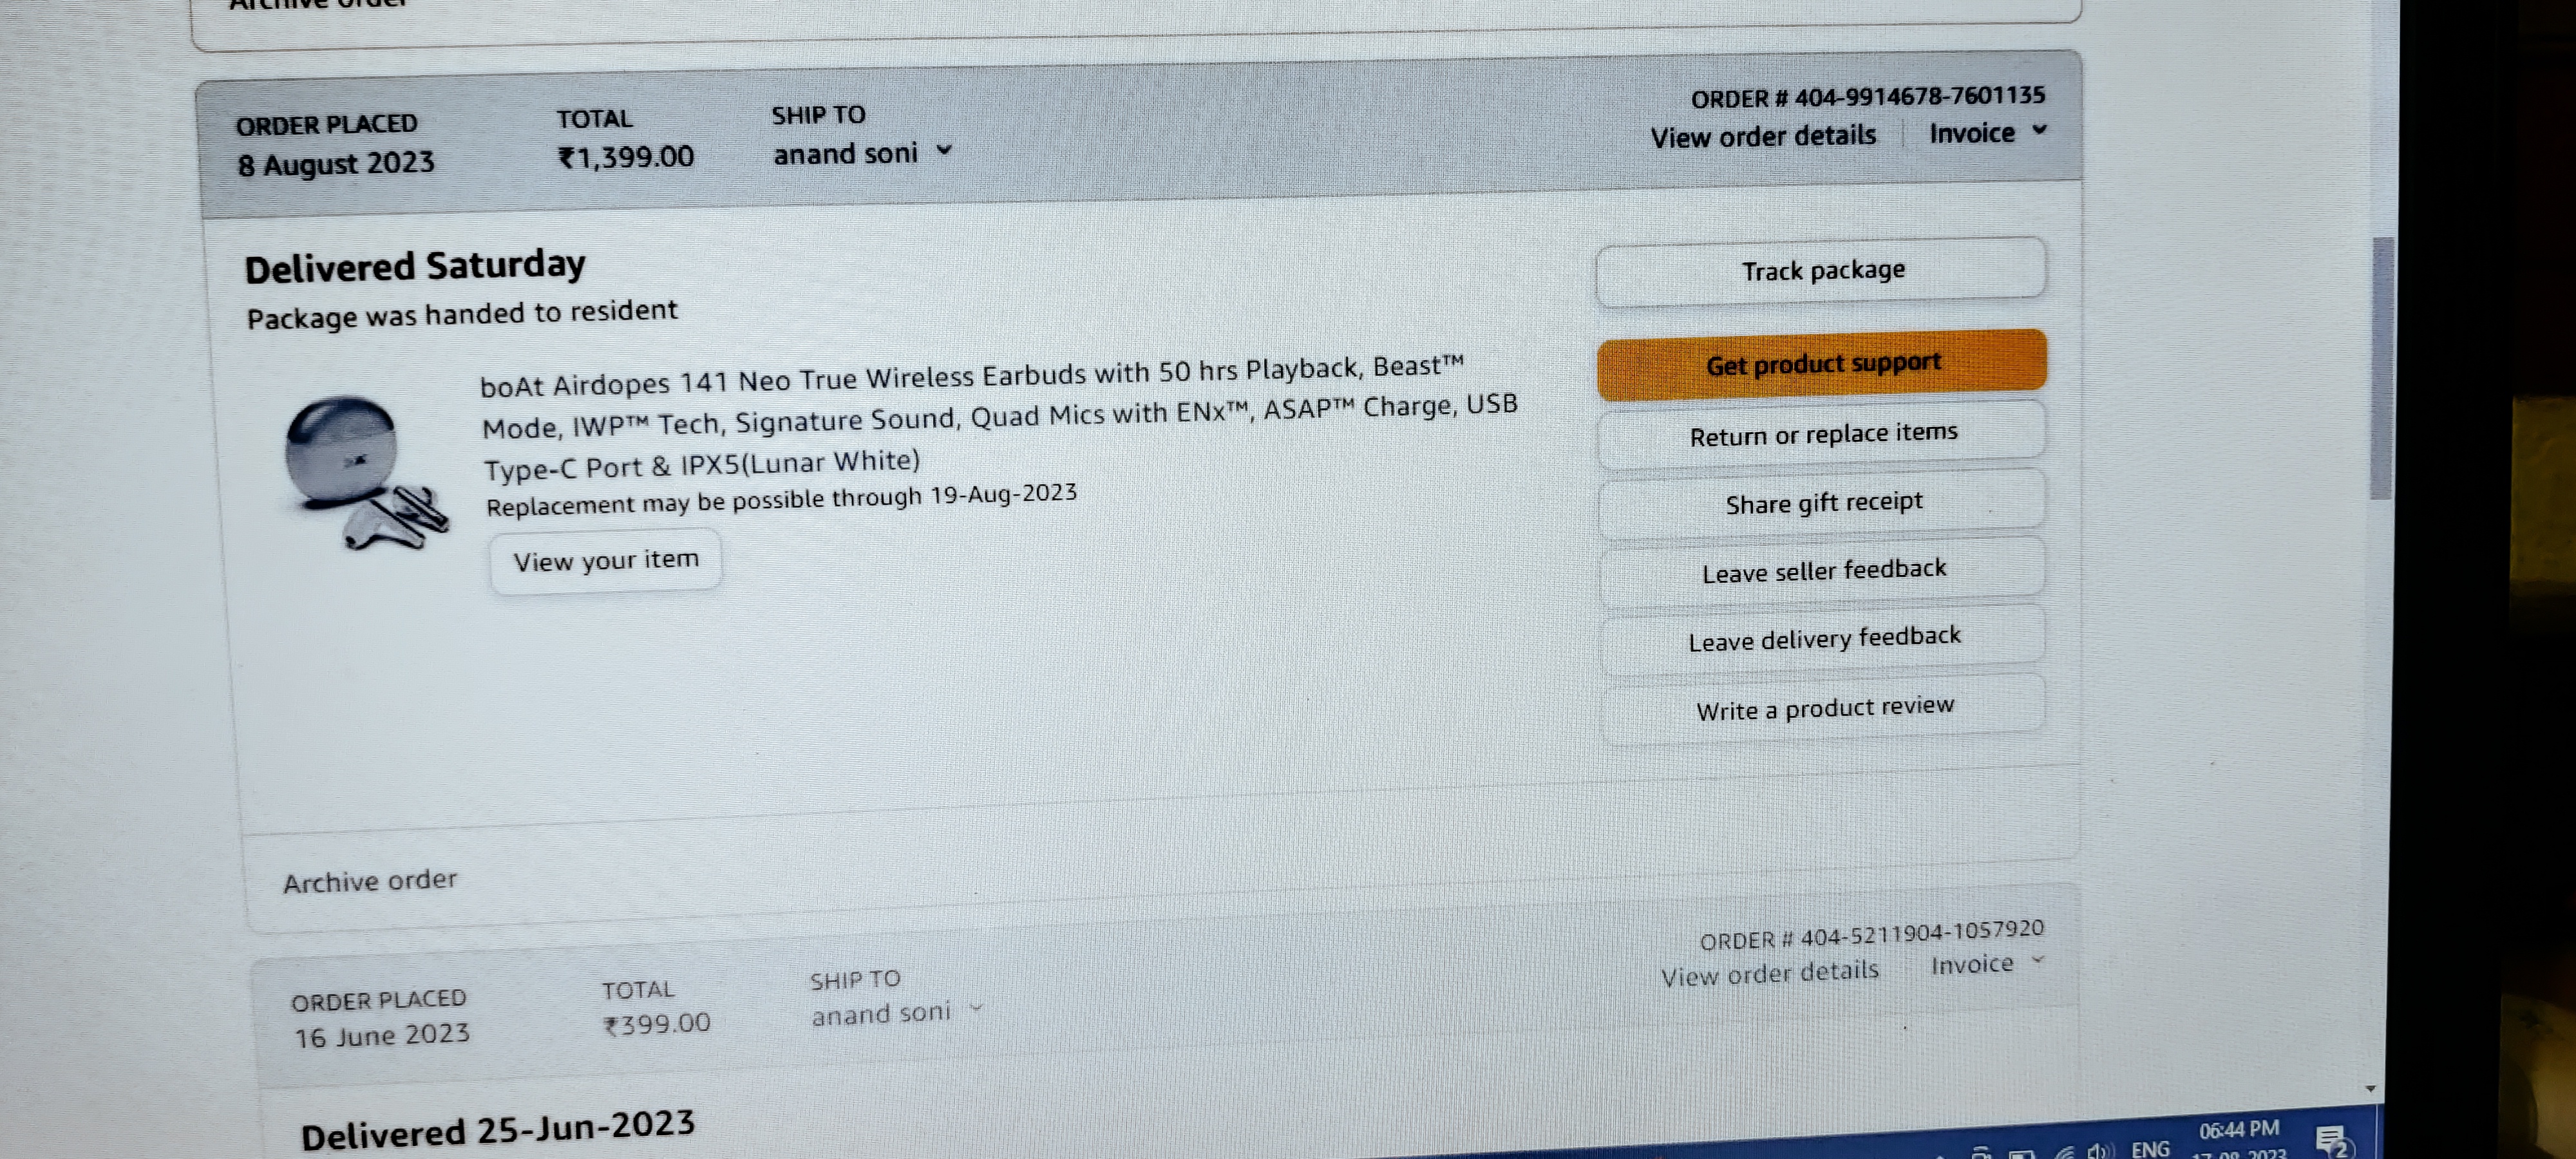 Archive order
ORDER PLACED
8 August 2023
TOTAL
₹1,399.00
SHIP TO
anand soni
ORDER # 404-9914678-7601135
View order details
Invoice
Delivered Saturday
Package was handed to resident
boAt Airdopes 141 Neo True Wireless Earbuds with 50 hrs Playback, Beast™
Mode, IWP™ Tech, Signature Sound, Quad Mics with ENx™, ASAP™ Charge, USB
Type-C Port & IPX5(Lunar White)
Replacement may be possible through 19-Aug-2023
View your item
Track package
Get product support
Return or replace items
Share gift receipt
Leave seller feedback
Leave delivery feedback
Write a product review
Archive order
ORDER PLACED
16 June 2023
TOTAL
₹399.00
SHIP TO
anand soni
ORDER # 404-5211904-1057920
View order details
Invoice
Delivered 25-Jun-2023
ENG
06:44 PM
17-08-2023
2